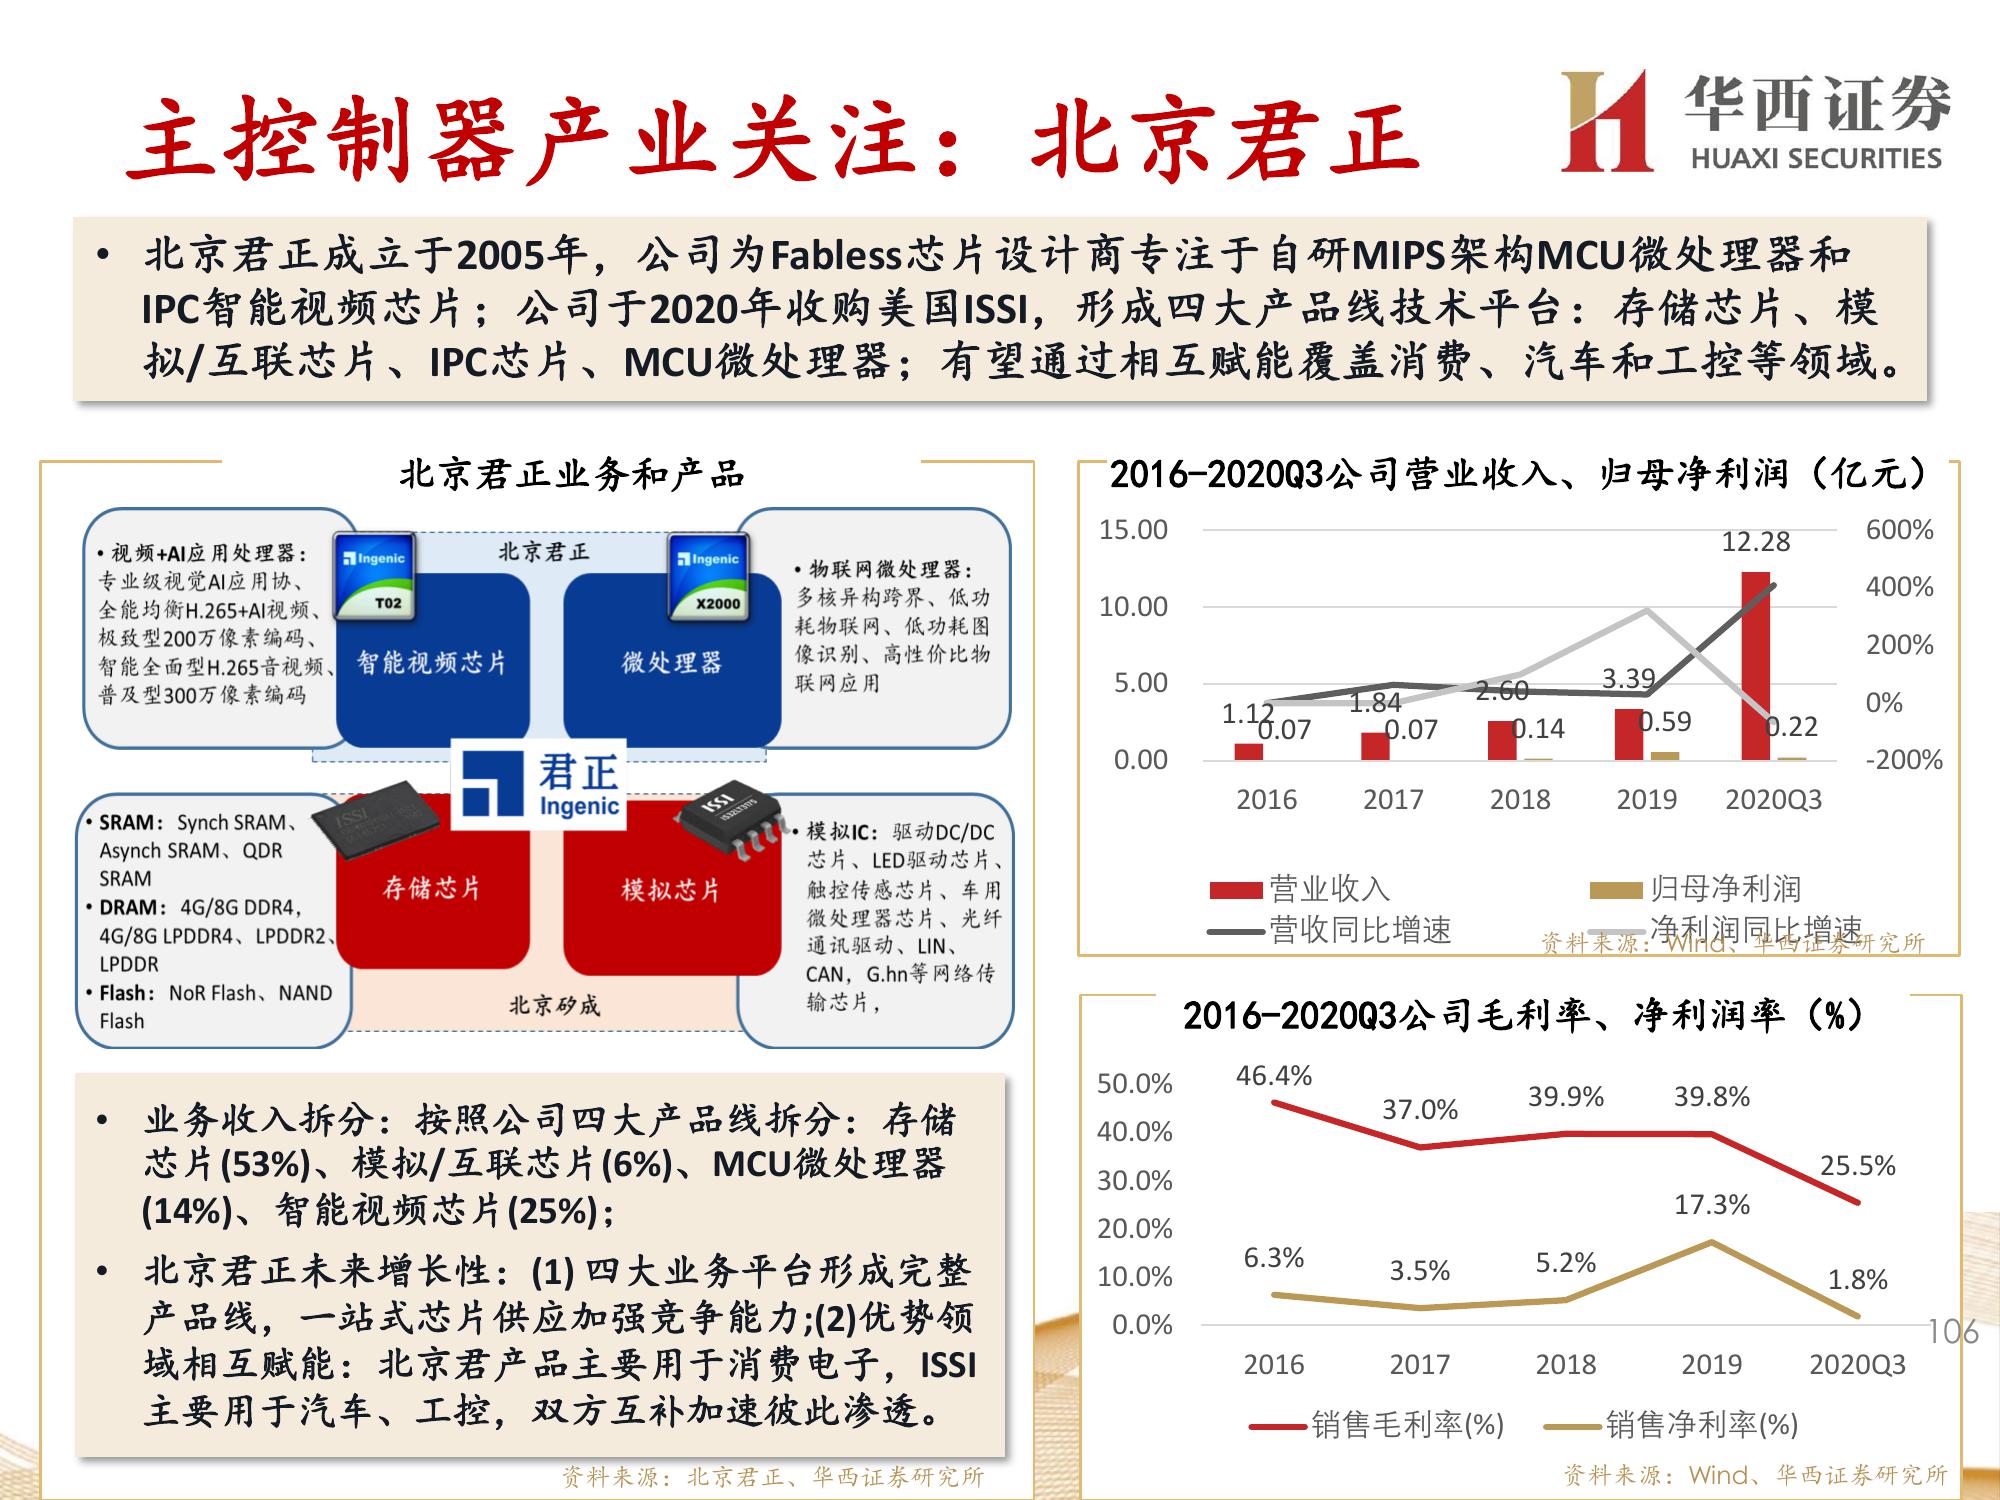 主控制器产业关注：北京君正
华西证券
HUAXI SECURITIES
• 北京君正成立于2005年，公司为Fabless芯片设计商专注于自研MIPS架构MCU微处理器和
IPC智能视频芯片；公司于2020年收购美国ISSI，形成四大产品线技术平台：存储芯片、模
拟/互联芯片、IPC芯片、MCU微处理器；有望通过相互赋能覆盖消费、汽车和工控等领域。
北京君正业务和产品
• 视频+AI应用处理器：
专业级视觉AI应用协、
全能均衡H.265+AI视频、
极致型200万像素编码、
智能全面型H.265音视频、
普及型300万像素编码
Ingenic
T02
北京君正
Ingenic
X2000
智能视频芯片
微处理器
• 物联网微处理器：
多核异构跨界、低功
耗物联网、低功耗图
像识别、高性价比物
联网应用
君正
Ingenic
• SRAM：Synch SRAM、
Asynch SRAM、QDR
SRAM
• DRAM：4G/8G DDR4，
4G/8G LPDDR4、LPDDR2、
LPDDR
• Flash：NoR Flash、NAND
Flash
ISSI
ISSI
存储芯片
模拟芯片
北京矽成
• 模拟IC：驱动DC/DC
芯片、LED驱动芯片、
触控传感芯片、车用
微处理器芯片、光纤
通讯驱动、LIN、
CAN，G.hn等网络传
输芯片，
• 业务收入拆分：按照公司四大产品线拆分：存储
芯片(53%)、模拟/互联芯片(6%)、MCU微处理器
(14%)、智能视频芯片(25%)；
• 北京君正未来增长性：(1) 四大业务平台形成完整
产品线，一站式芯片供应加强竞争能力;(2)优势领
域相互赋能：北京君产品主要用于消费电子，ISSI
主要用于汽车、工控，双方互补加速彼此渗透。
资料来源：北京君正、华西证券研究所
2016-2020Q3公司营业收入、归母净利润（亿元）
15.00
10.00
5.00
0.00
600%
400%
200%
0%
-200%
1.12
0.07
1.84
0.07
2.60
0.14
3.39
0.59
12.28
0.22
2016 2017 2018 2019 2020Q3
营业收入 归母净利润
营收同比增速 净利润同比增速
资料来源：Wind、华西证券研究所
2016-2020Q3公司毛利率、净利润率（%）
50.0%
40.0%
30.0%
20.0%
10.0%
0.0%
46.4% 37.0% 39.9% 39.8% 25.5%
6.3% 3.5% 5.2% 17.3% 1.8%
2016 2017 2018 2019 2020Q3
销售毛利率(%) 销售净利率(%)
资料来源：Wind、华西证券研究所
106